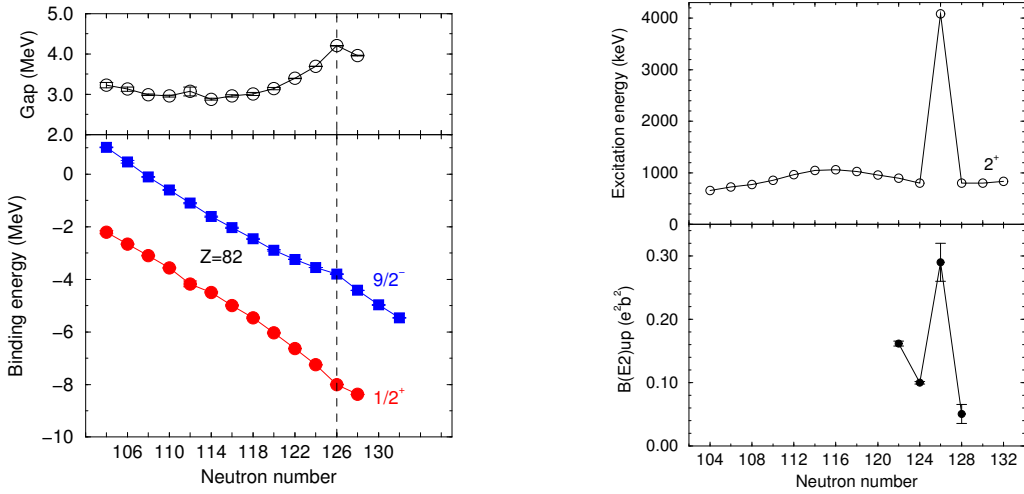 5.0
4.0
3.0
2.0
Gap (MeV)
2.0
0
−2
−4
−6
−8
−10
Binding energy (MeV)
Z=82
9/2⁻
1/2⁺
106 110 114 118 122 126 130
Neutron number
4000
3000
2000
1000
0
Excitation energy (keV)
2⁺
0.30
0.20
0.10
0.00
B(E2)up (e²b²)
104 108 112 116 120 124 128 132
Neutron number